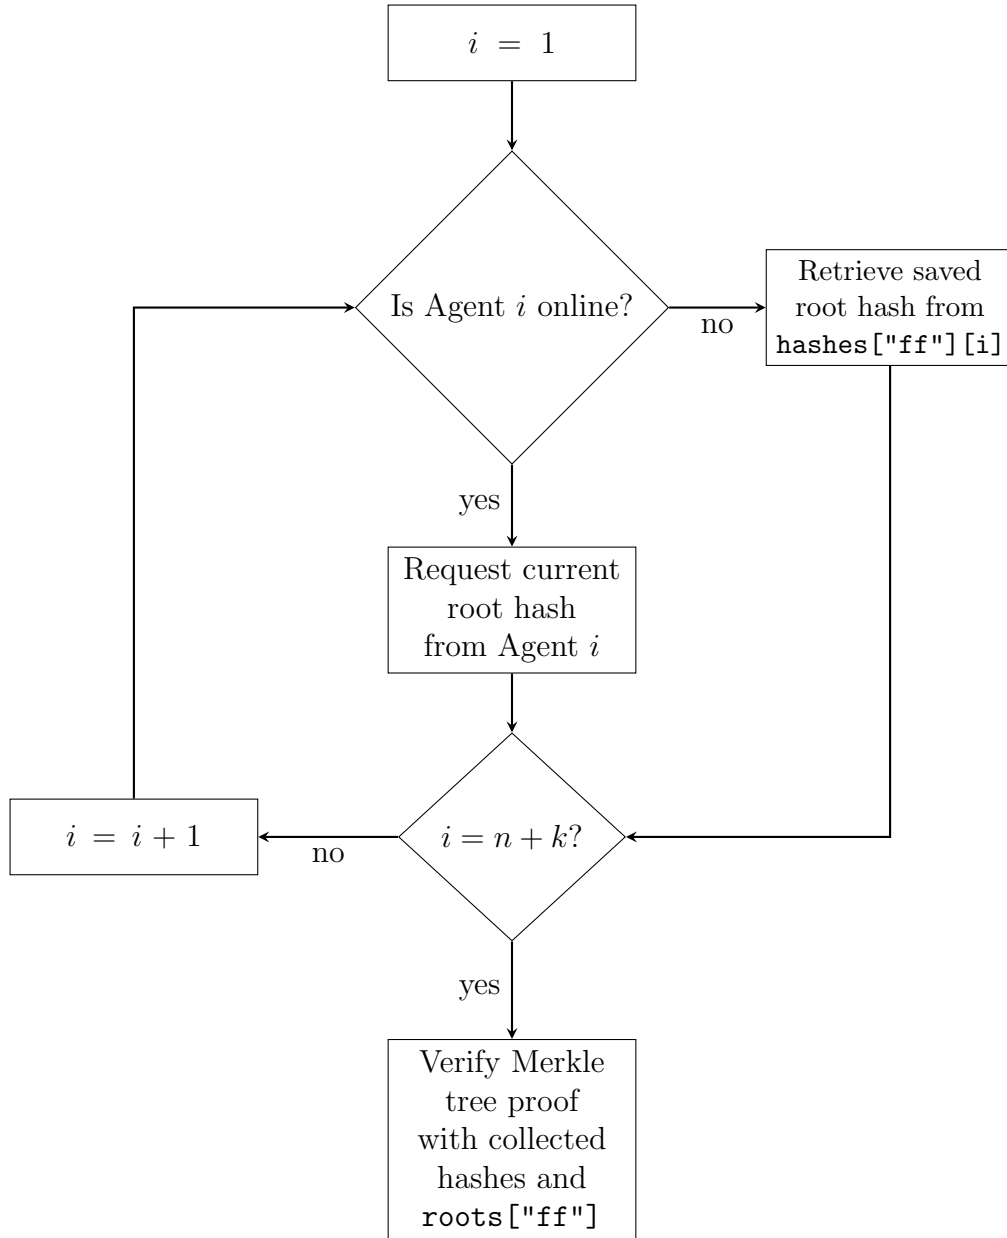 i = 1
Is Agent i online?
no
Retrieve saved
root hash from
hashes["ff"][i]
yes
Request current
root hash
from Agent i
i = n + k?
no
i = i + 1
yes
Verify Merkle
tree proof
with collected
hashes and
roots["ff"]